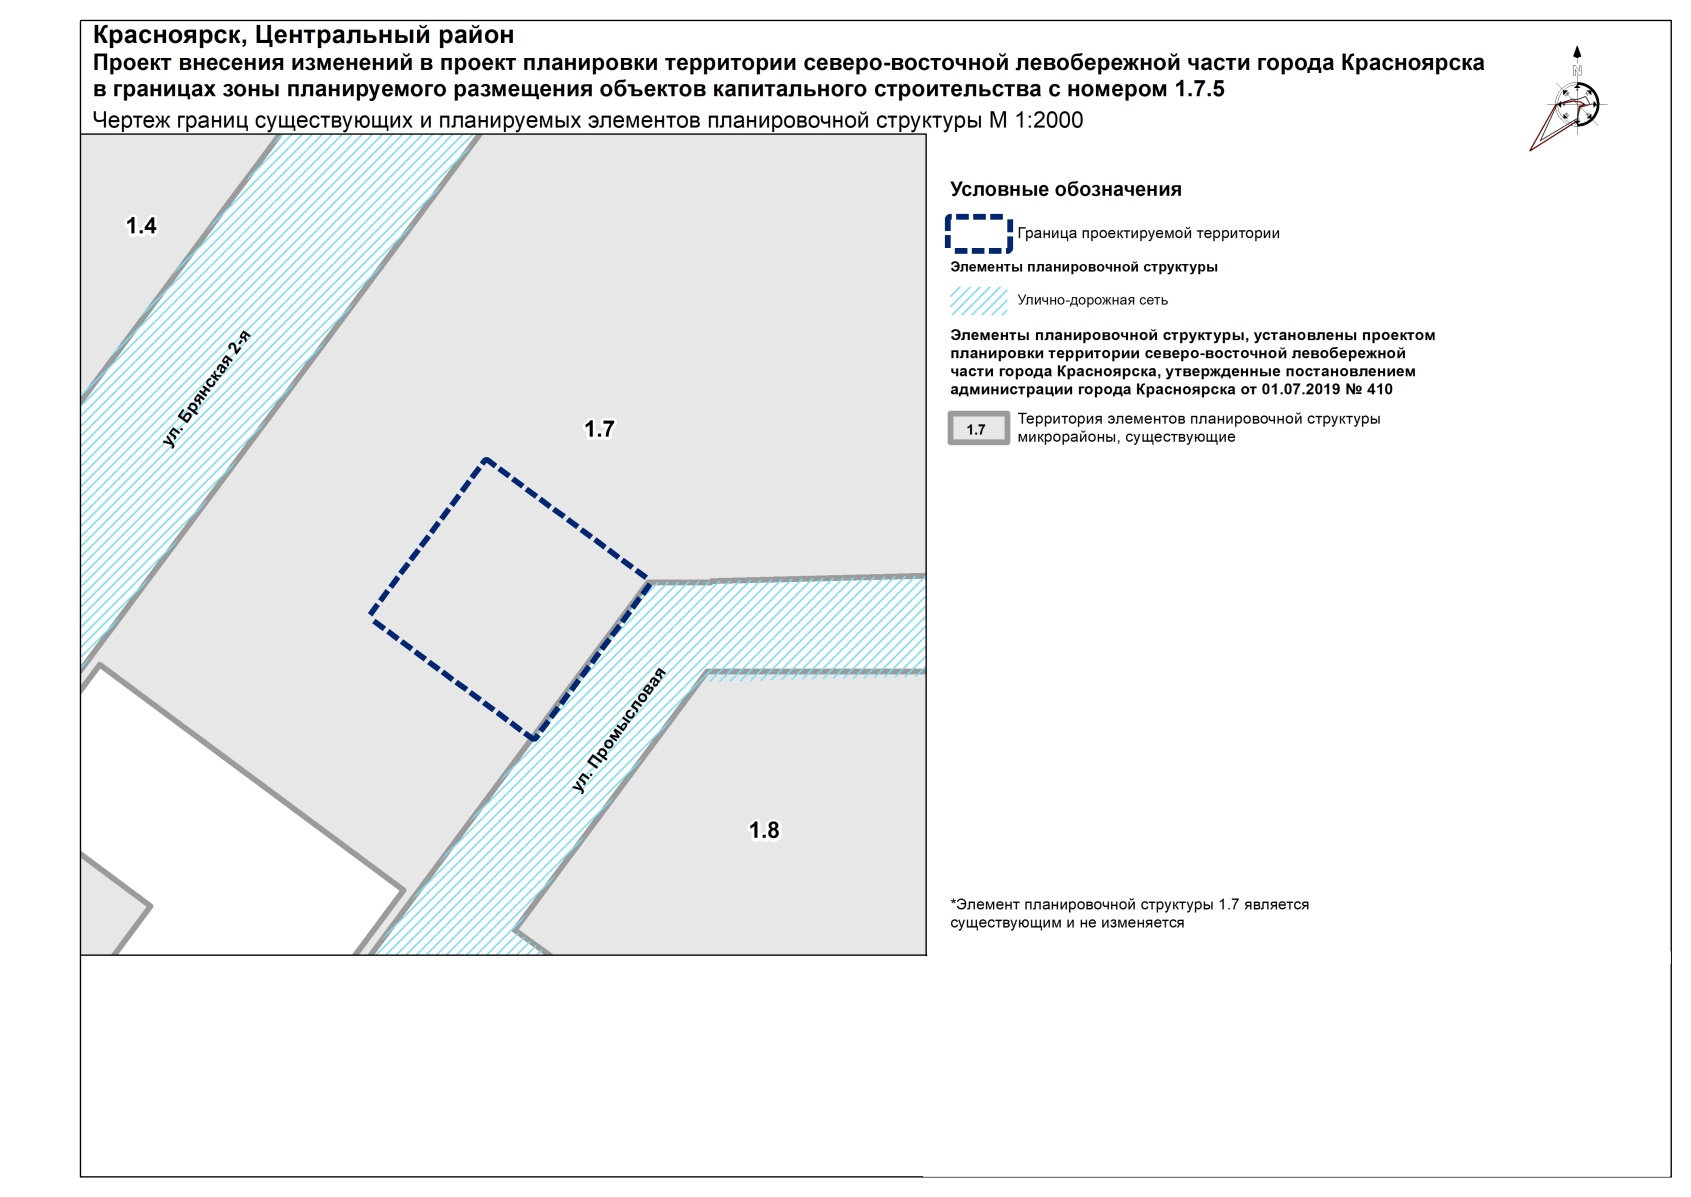 Красноярск, Центральный район
Проект внесения изменений в проект планировки территории северо-восточной левобережной части города Красноярска
в границах зоны планируемого размещения объектов капитального строительства с номером 1.7.5
Чертеж границ существующих и планируемых элементов планировочной структуры М 1:2000
N
1.4
ул. Брянская 2-я
1.7
ул. Промысловая
1.8
Условные обозначения
Граница проектируемой территории
Элементы планировочной структуры
Улично-дорожная сеть
Элементы планировочной структуры, установлены проектом
планировки территории северо-восточной левобережной
части города Красноярска, утвержденные постановлением
администрации города Красноярска от 01.07.2019 № 410
1.7
Территория элементов планировочной структуры
микрорайоны, существующие
*Элемент планировочной структуры 1.7 является
существующим и не изменяется